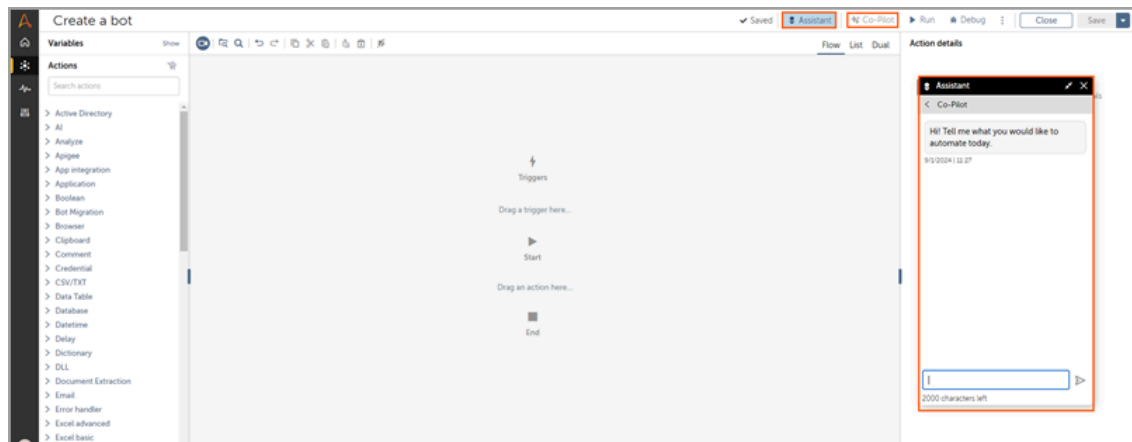 Create a bot
Saved
Assistant
Co-Pilot
Run
Debug
Close
Save
Variables
Show
Flow
List
Dual
Action details
Actions
Search actions
Active Directory
AI
Analyze
Apigee
App integration
Application
Boolean
Bot Migration
Browser
Clipboard
Comment
Credential
CSV/TXT
Data Table
Database
Datetime
Delay
Dictionary
DLL
Document Extraction
Email
Error handler
Excel advanced
Excel basic
Triggers
Drag a trigger here...
Start
Drag an action here...
End
Assistant
Co-Pilot
Hi! Tell me what you would like to
automate today.
9/1/2024 | 11:27
2000 characters left